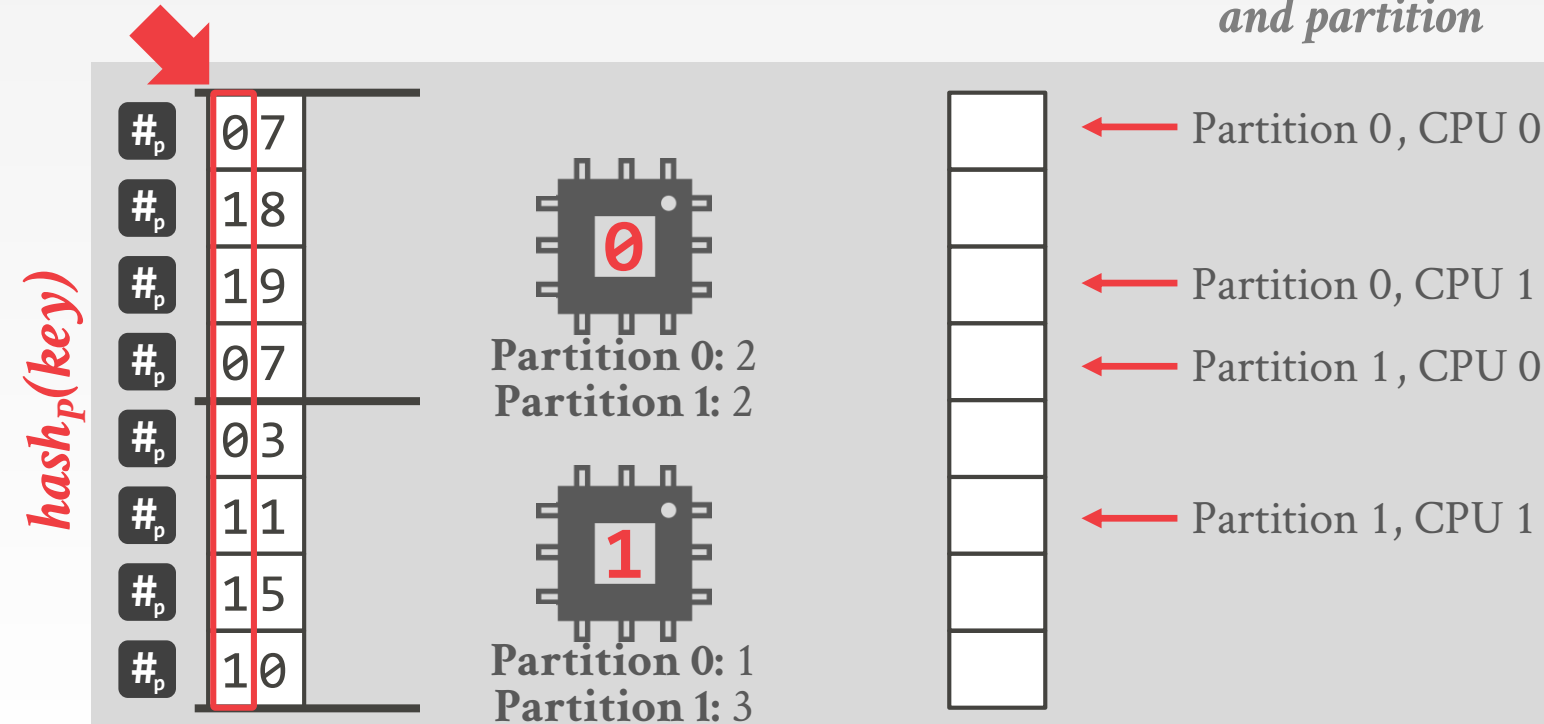 and partition
hashp(key)
#p 07
#p 18
#p 19
#p 07
#p 03
#p 11
#p 15
#p 10
0
Partition 0: 2
Partition 1: 2
1
Partition 0: 1
Partition 1: 3
Partition 0, CPU 0
Partition 0, CPU 1
Partition 1, CPU 0
Partition 1, CPU 1